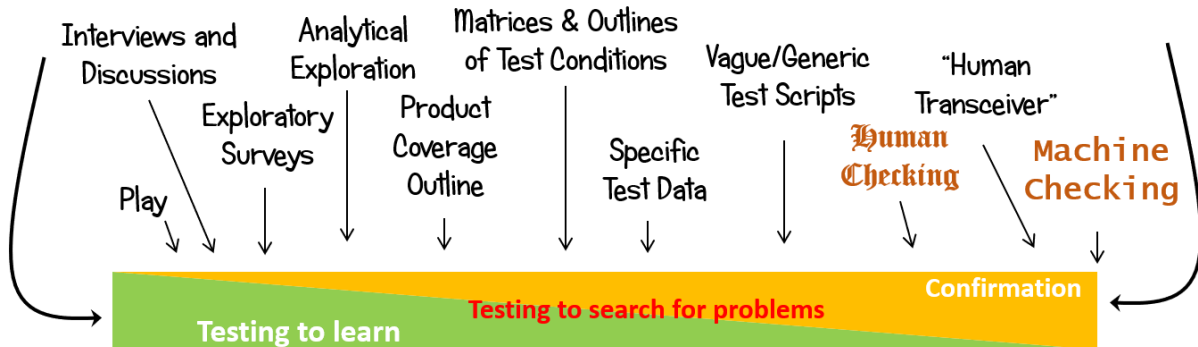 Interviews and
Discussions
Analytical
Exploration
Matrices & Outlines
of Test Conditions
Vague/Generic
Test Scripts
“Human
Transceiver”
Exploratory
Surveys
Product
Coverage
Outline
Specific
Test Data
Human
Checking
Machine
Checking
Play
Confirmation
Testing to search for problems
Testing to learn